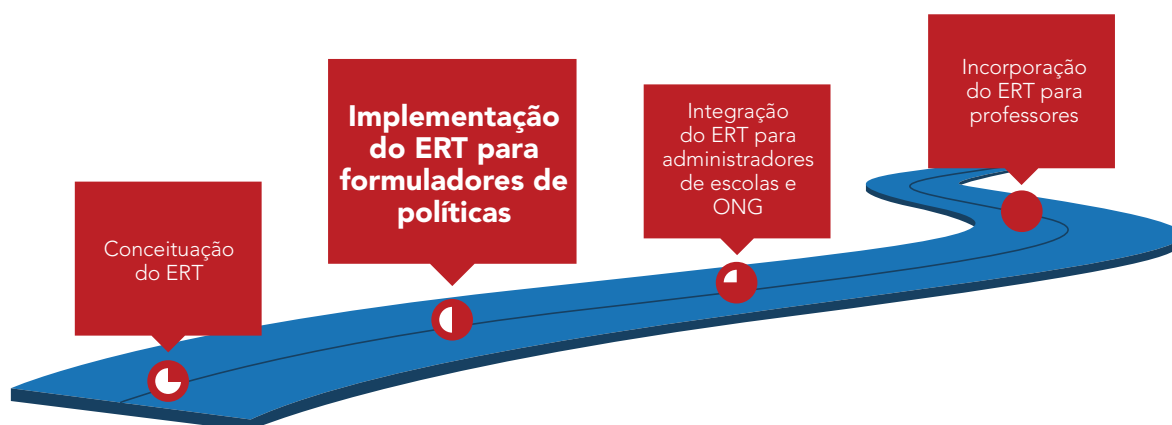 Conceituação
do ERT
Implementação
do ERT para
formuladores de
políticas
Integração
do ERT para
administradores
de escolas e
ONG
Incorporação
do ERT para
professores